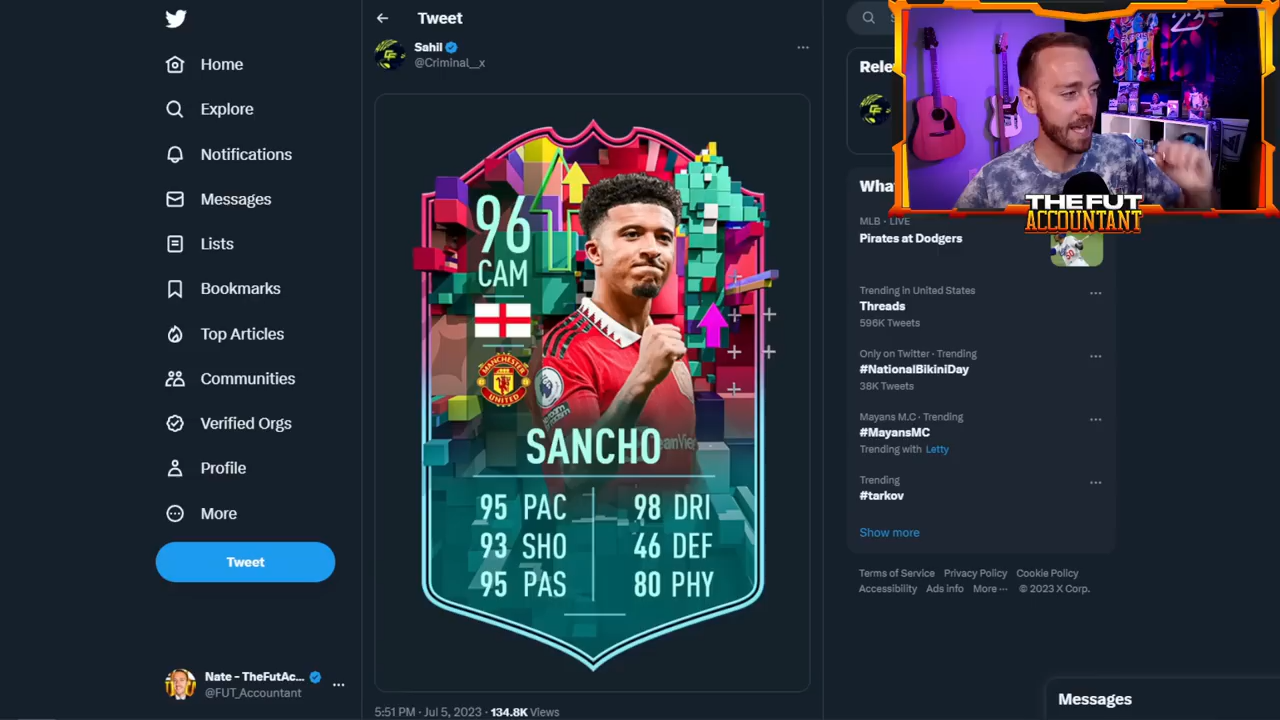 Home
Explore
Notifications
Messages
Lists
Bookmarks
Top Articles
Communities
Verified Orgs
Profile
More
Tweet
Nate - TheFutAc...
@FUT_Accountant
Tweet
Sahil
@Criminal__x
96
CAM
MANCHESTER
UNITED
SANCHO
95 PAC
98 DRI
93 SHO
46 DEF
95 PAS
80 PHY
5:51 PM · Jul 5, 2023 · 134.8K Views
THE FUT
ACCOUNTANT
Rele
Wha
MLB · LIVE
Pirates at Dodgers
Trending in United States
Threads
596K Tweets
Only on Twitter · Trending
#NationalBikiniDay
38K Tweets
Mayans M.C · Trending
#MayansMC
Trending with Letty
Trending
#tarkov
Show more
Terms of Service Privacy Policy Cookie Policy
Accessibility Ads info More ··· © 2023 X Corp.
Messages